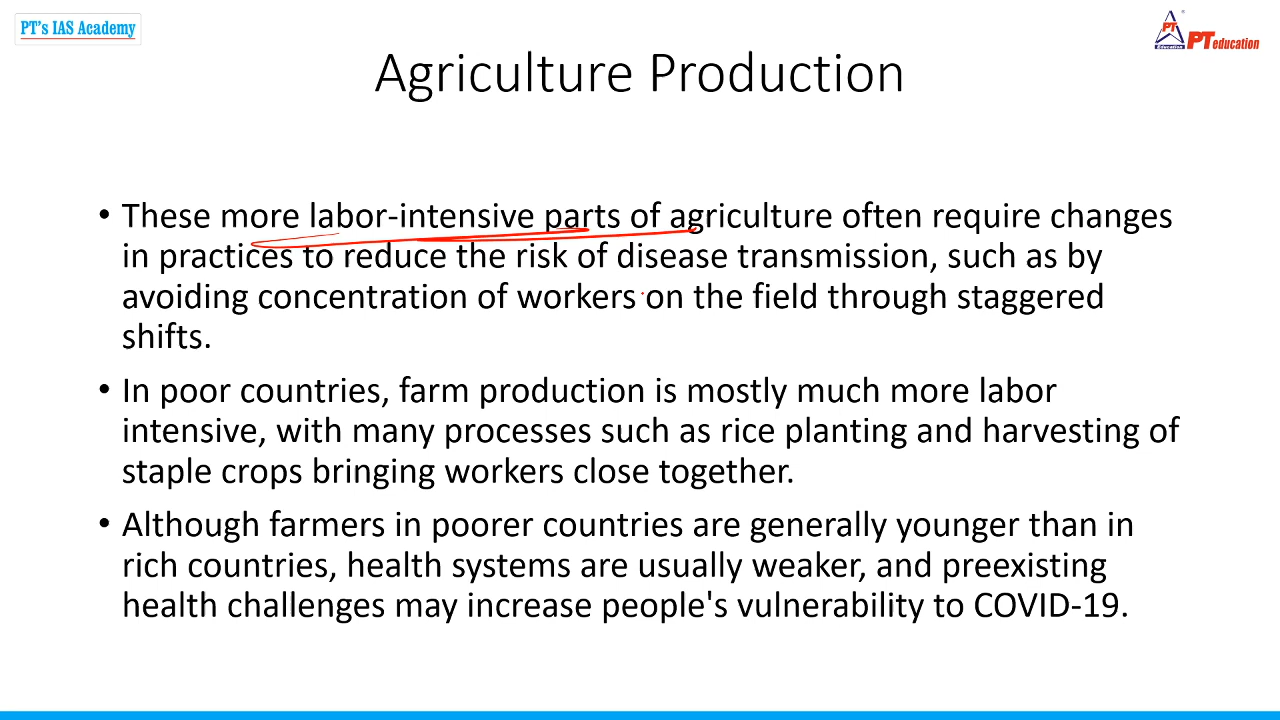 PT's IAS Academy
PT
Education
PT education
Agriculture Production
• These more labor-intensive parts of agriculture often require changes
in practices to reduce the risk of disease transmission, such as by
avoiding concentration of workers on the field through staggered
shifts.
• In poor countries, farm production is mostly much more labor
intensive, with many processes such as rice planting and harvesting of
staple crops bringing workers close together.
• Although farmers in poorer countries are generally younger than in
rich countries, health systems are usually weaker, and preexisting
health challenges may increase people's vulnerability to COVID-19.